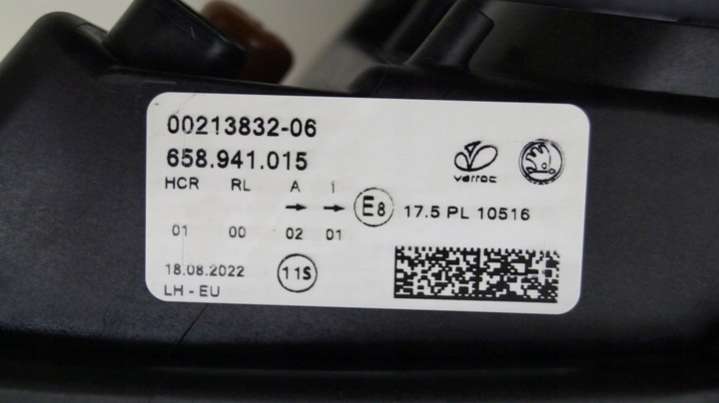 00213832-06
658.941.015
varroc
HCR RL A 1
→ →
E8 17.5 PL 10516
01 00 02 01
18.08.2022 11S
LH - EU